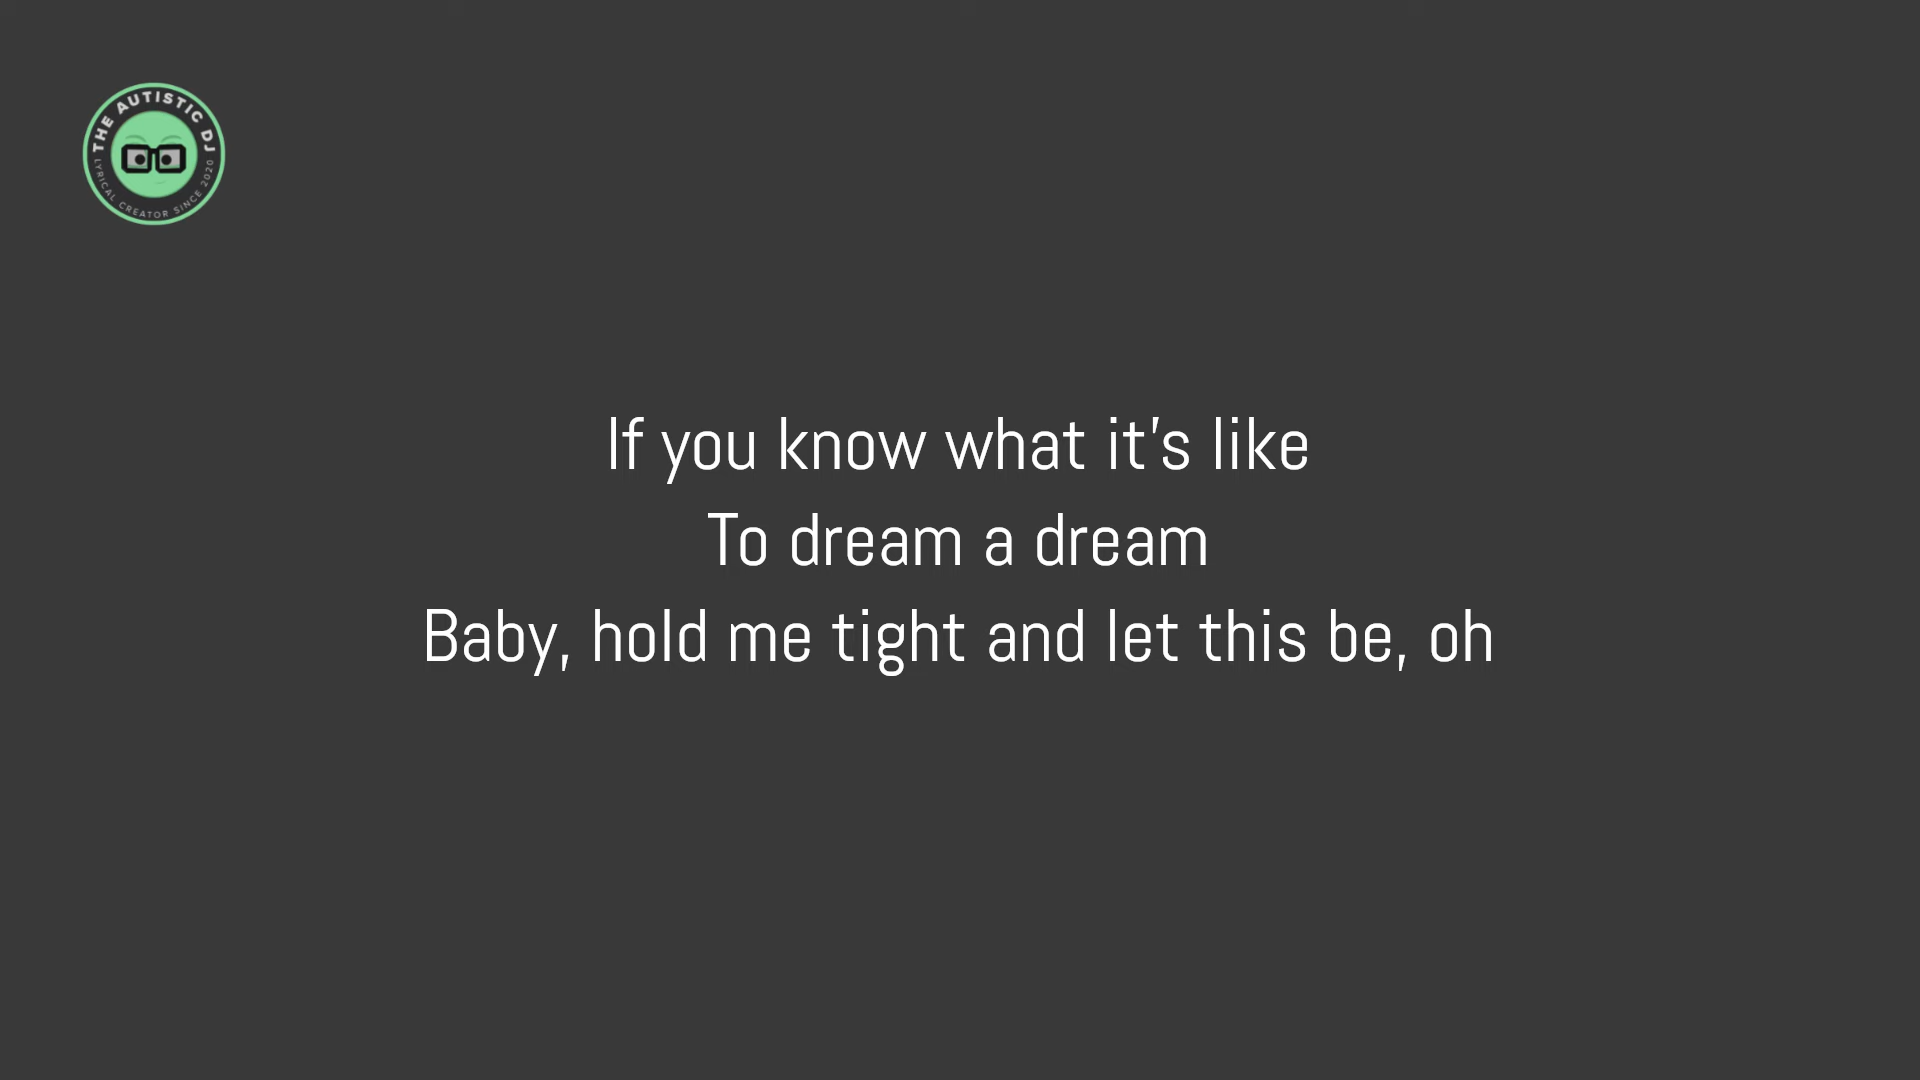 THE AUTISTIC DJ
LYRICAL CREATOR SINCE 2020
If you know what it's like
To dream a dream
Baby, hold me tight and let this be, oh